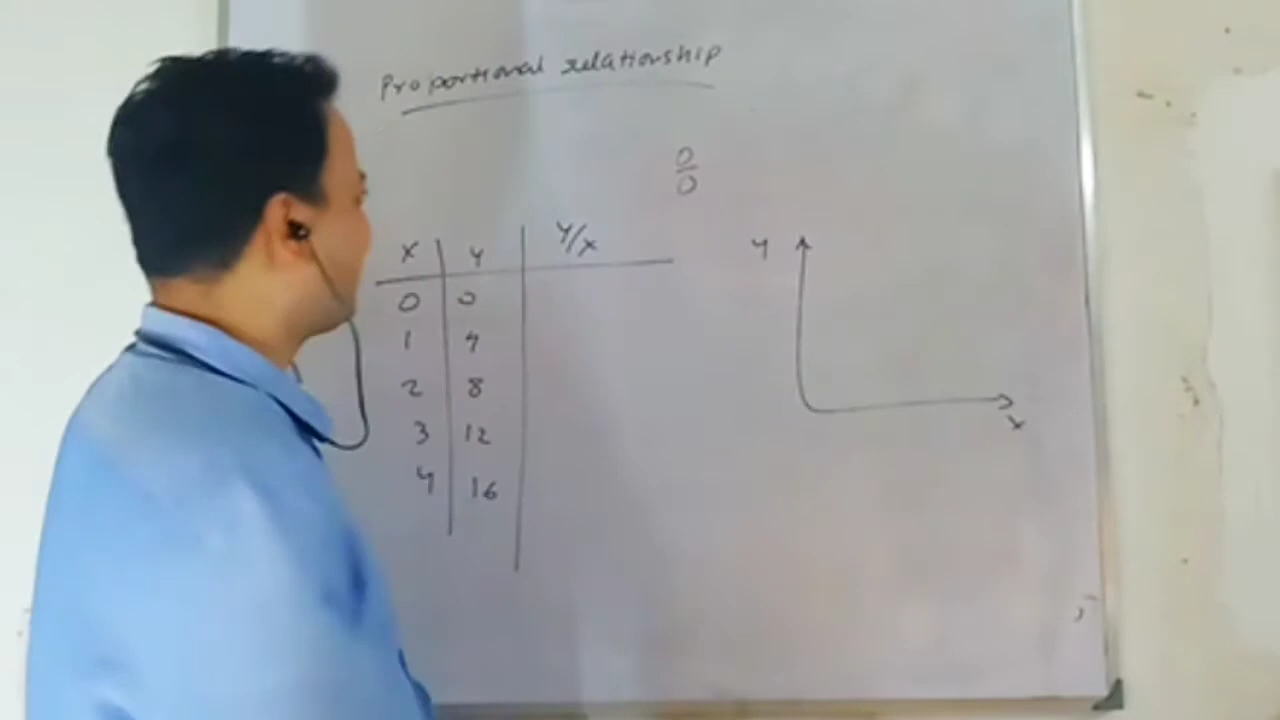 Proportional relationship
0
0
X Y Y/X
0 0
1 4
2 8
3 12
4 16
Y
X